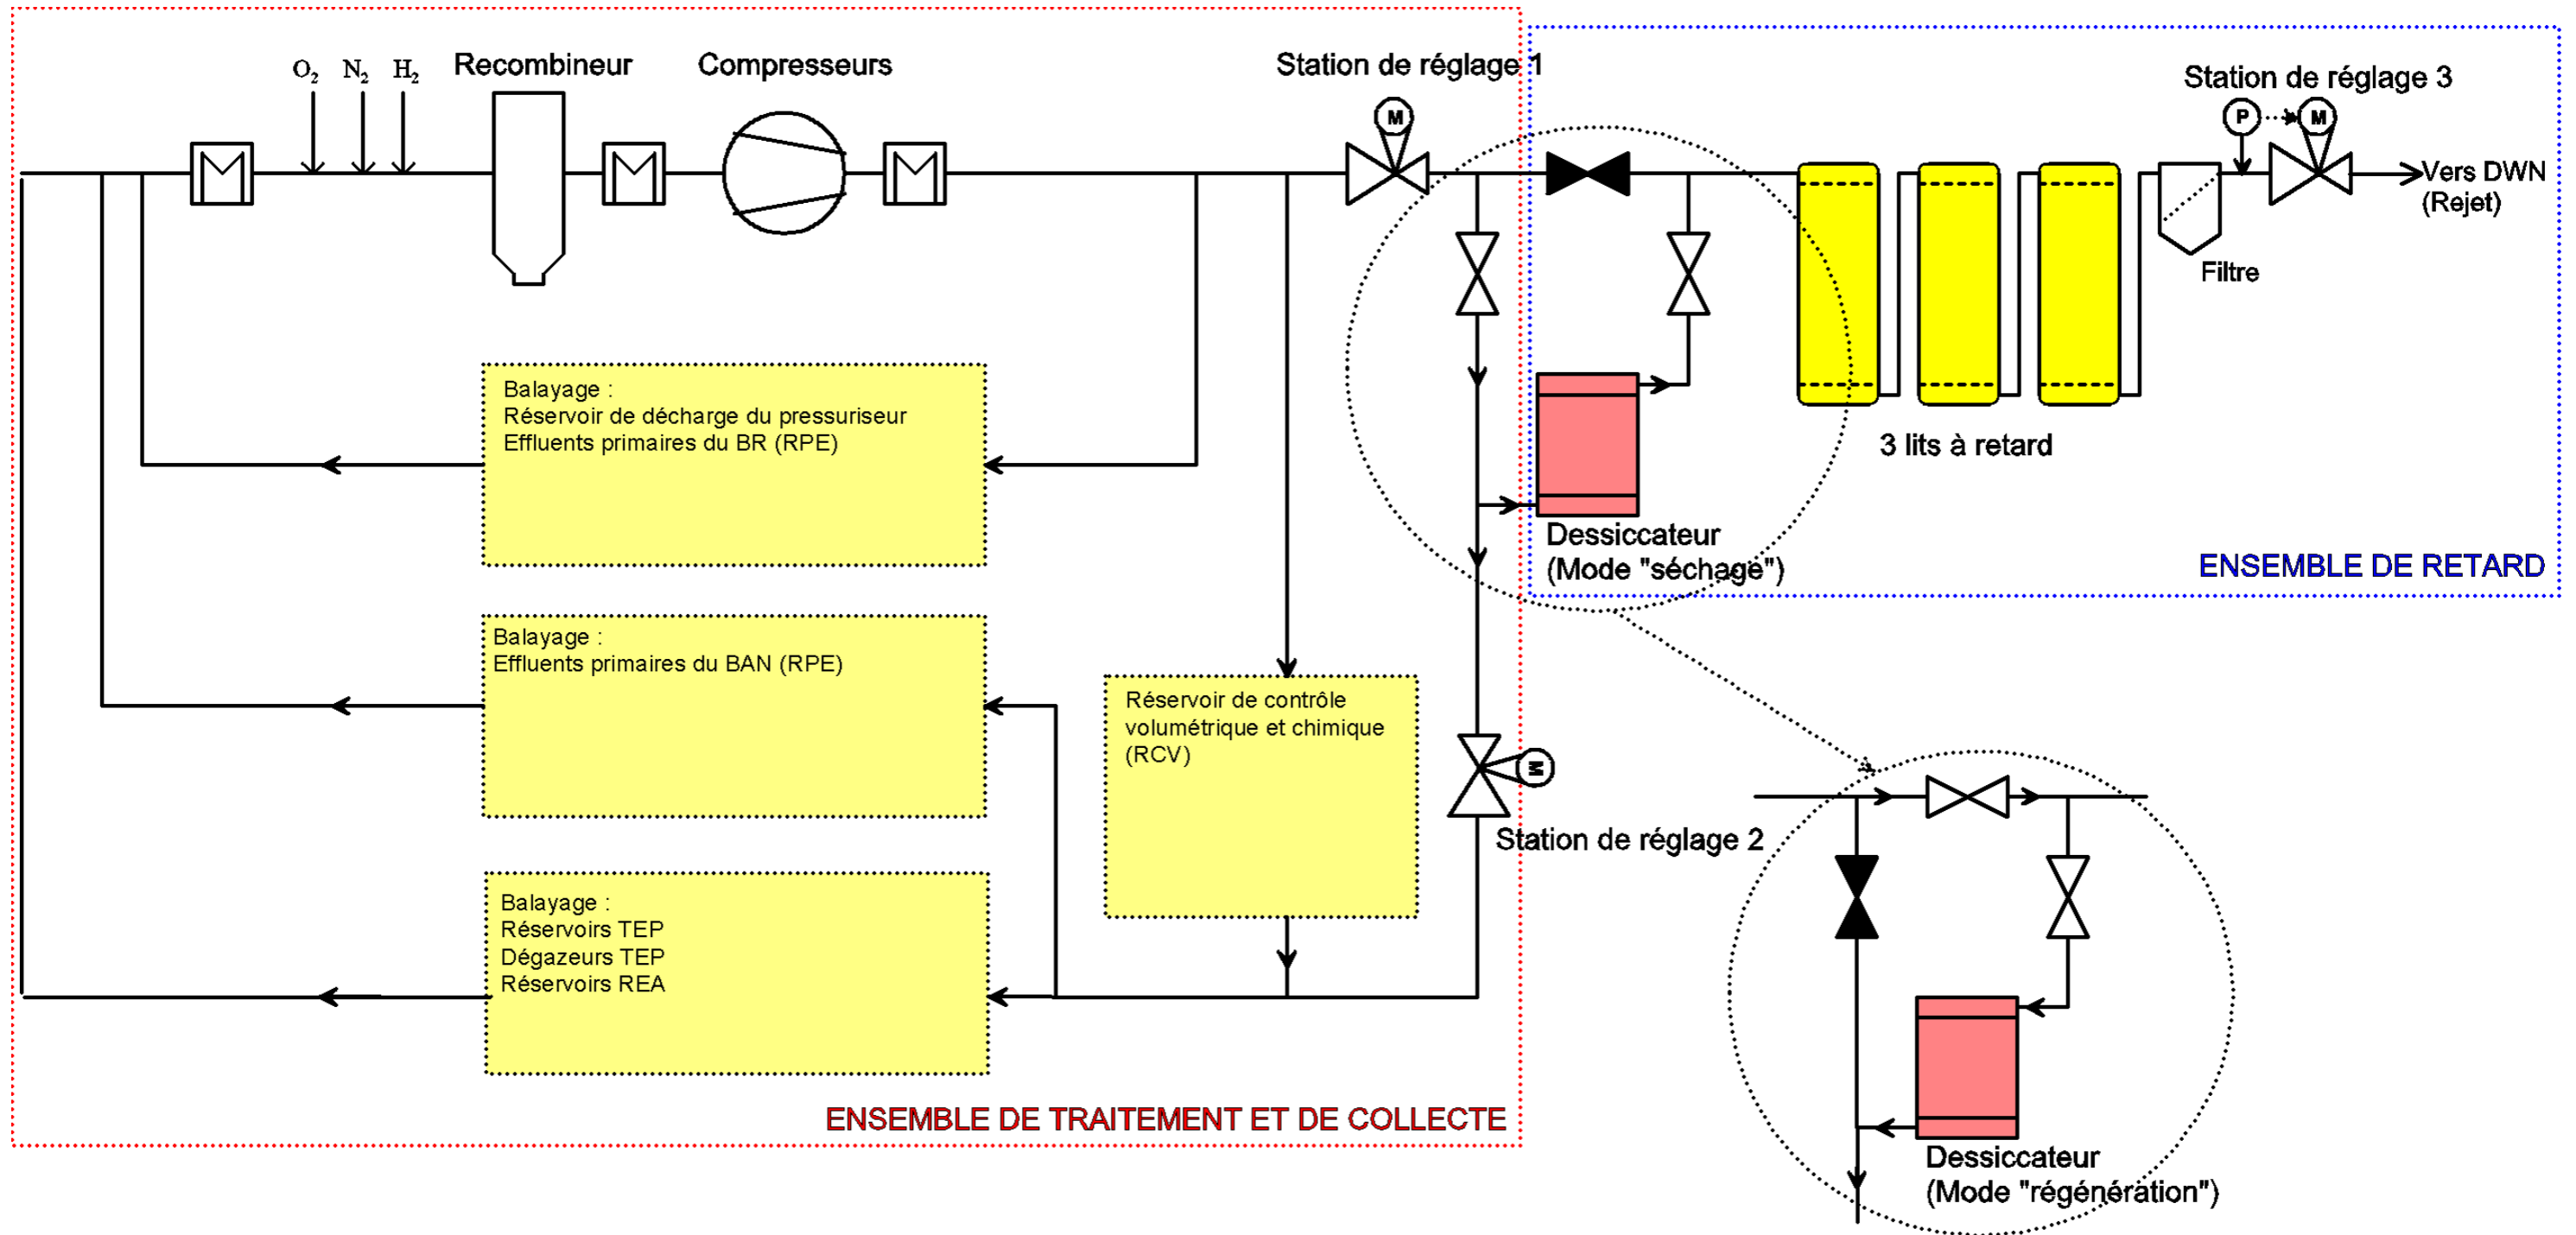 O₂ N₂ H₂
Recombineur
Compresseurs
Station de réglage 1
Station de réglage 3
M
P
M
Vers DWN
(Rejet)
Filtre
3 lits à retard
Balayage :
Réservoir de décharge du pressuriseur
Effluents primaires du BR (RPE)
Dessiccateur
(Mode "séchage")
ENSEMBLE DE RETARD
Balayage :
Effluents primaires du BAN (RPE)
Réservoir de contrôle
volumétrique et chimique
(RCV)
M
Station de réglage 2
Balayage :
Réservoirs TEP
Dégazeurs TEP
Réservoirs REA
ENSEMBLE DE TRAITEMENT ET DE COLLECTE
Dessiccateur
(Mode "régénération")